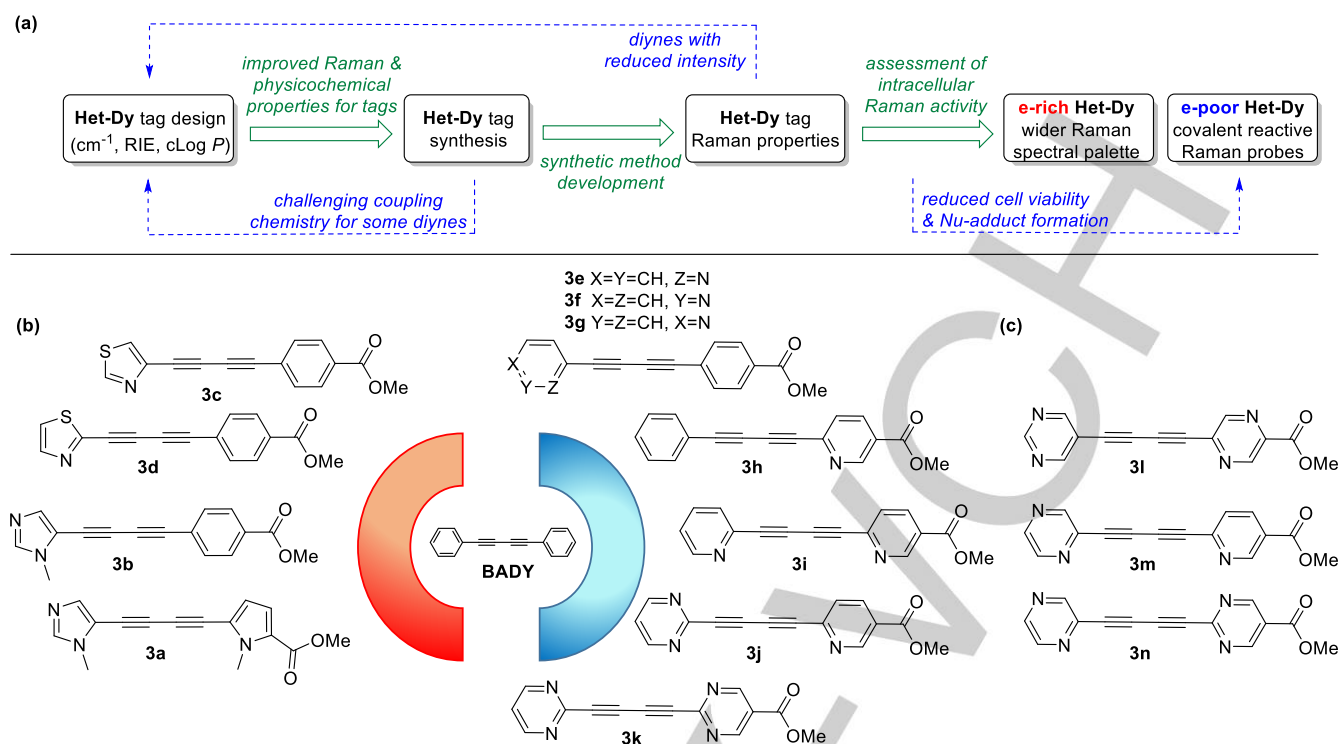 (a)
diynes with
reduced intensity
improved Raman &
physicochemical
properties for tags
assessment of
intracellular
Raman activity
Het-Dy tag design
(cm⁻¹, RIE, cLog P)
Het-Dy tag
synthesis
Het-Dy tag
Raman properties
e-rich Het-Dy
wider Raman
spectral palette
e-poor Het-Dy
covalent reactive
Raman probes
synthetic method
development
challenging coupling
chemistry for some diynes
reduced cell viability
& Nu-adduct formation
3e X=Y=CH, Z=N
3f X=Z=CH, Y=N
3g Y=Z=CH, X=N
(b)
(c)
S
N
O
OMe
3c
X
Y
Z
O
OMe
S
N
O
OMe
3d
N
O
OMe
3h
N
N
N
N
O
OMe
3l
N
N
O
OMe
3b
BADY
N
N
O
OMe
3i
N
N
N
O
OMe
3m
N
N
N
OMe
O
3a
N
N
N
O
OMe
3j
N
N
N
N
O
OMe
3n
N
N
N
N
O
OMe
3k